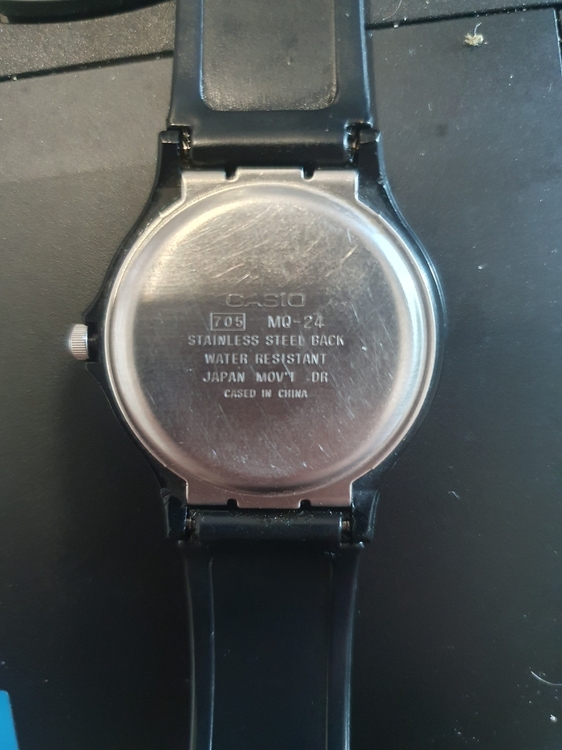 CASIO
705 MQ-24
STAINLESS STEEL BACK
WATER RESISTANT
JAPAN MOV'T DR
CASED IN CHINA